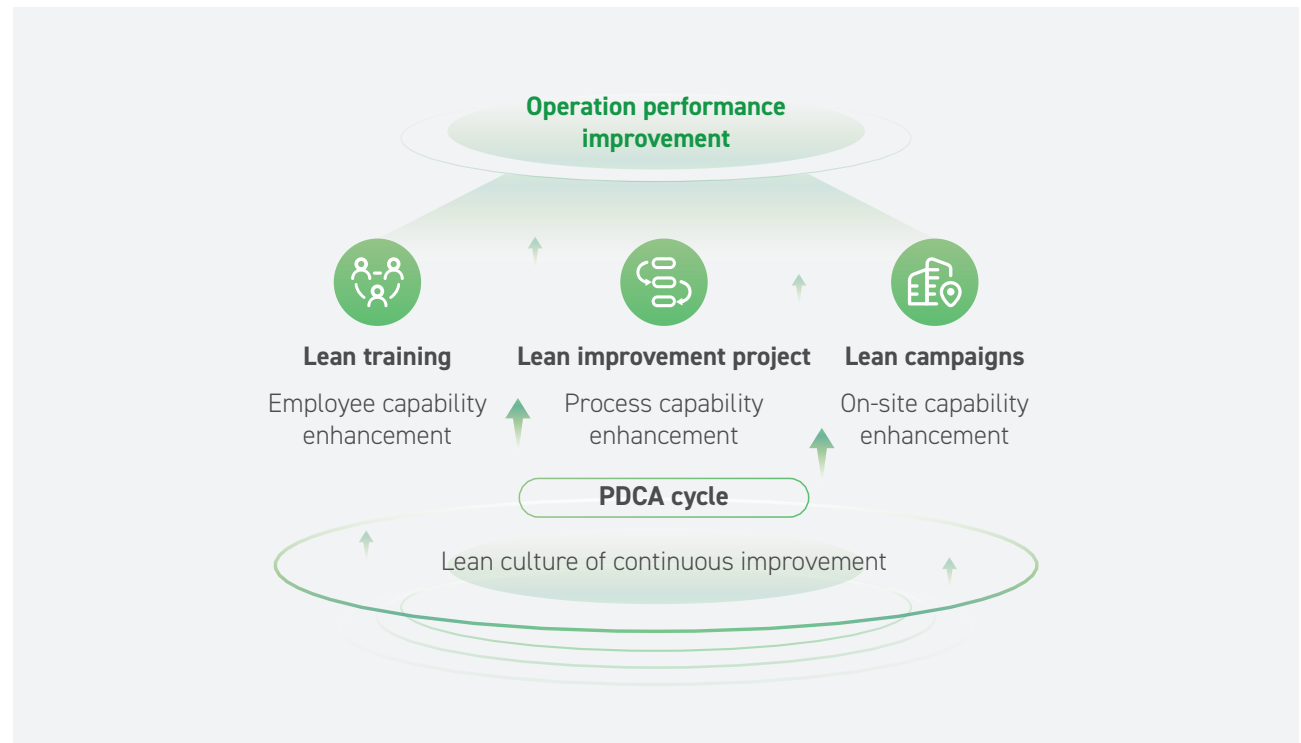 Operation performance
improvement
Lean training
Employee capability
enhancement
Lean improvement project
Process capability
enhancement
Lean campaigns
On-site capability
enhancement
PDCA cycle
Lean culture of continuous improvement